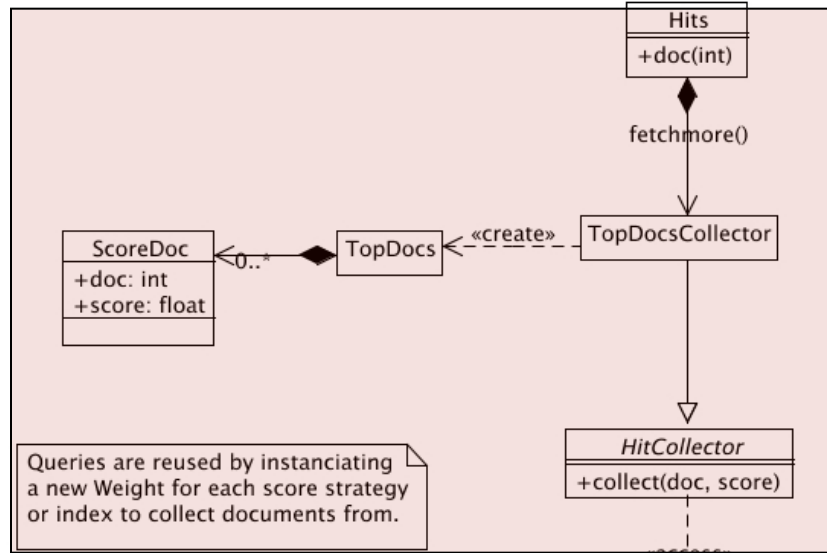 Hits
+doc(int)
fetchmore()
ScoreDoc
+doc: int
+score: float
0..*
TopDocs
«create»
TopDocsCollector
HitCollector
+collect(doc, score)
Queries are reused by instanciating
a new Weight for each score strategy
or index to collect documents from.